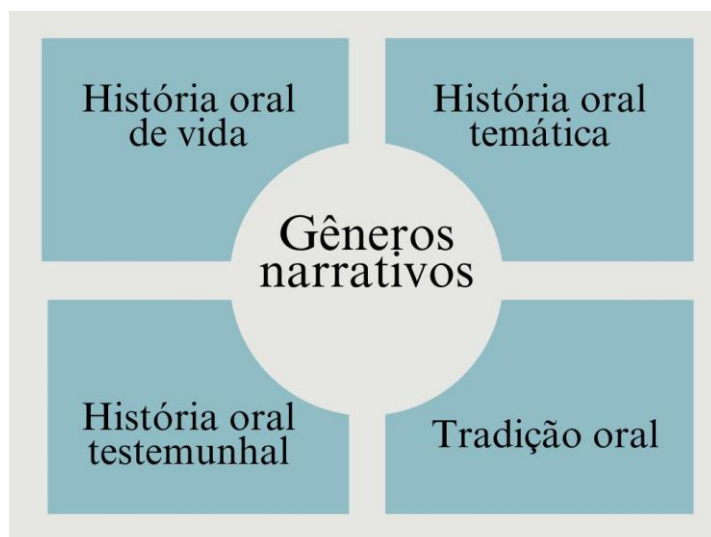 História oral
de vida
História oral
temática
Gêneros
narrativos
História oral
testemunhal
Tradição oral